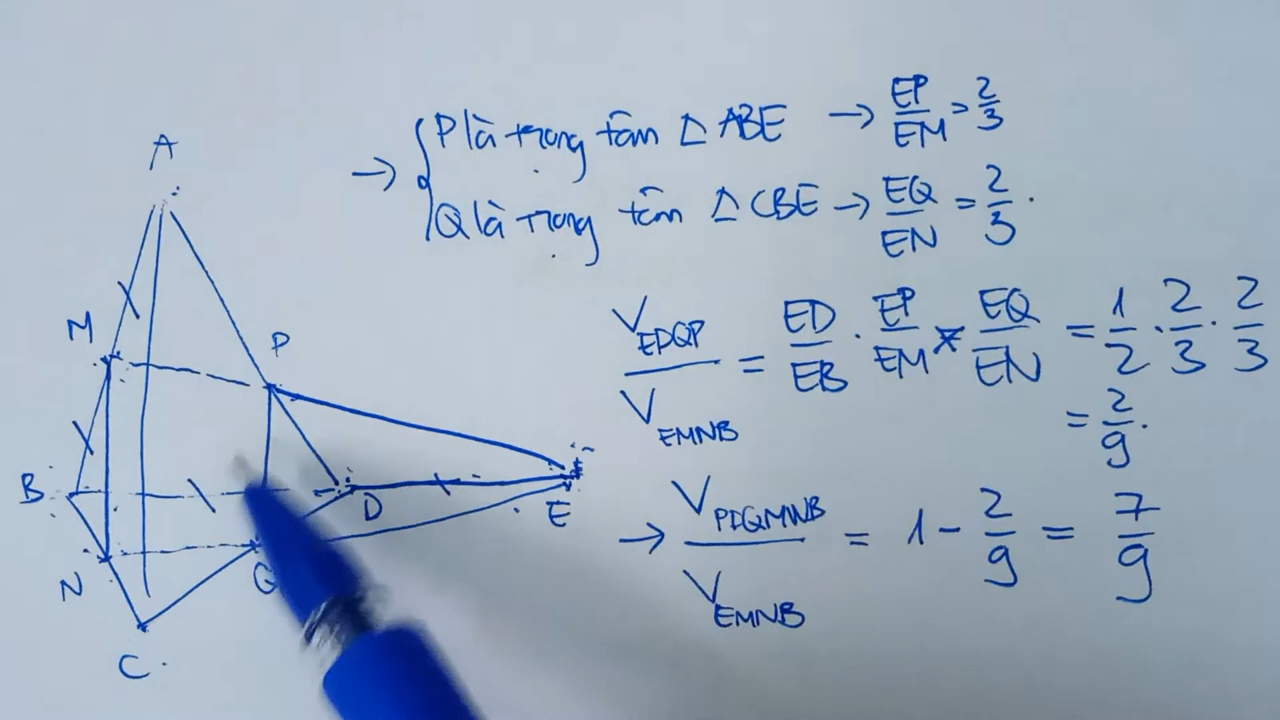 → { P là trọng tâm △ ABE → EP/EM = 2/3
Q là trọng tâm △ CBE → EQ/EN = 2/3.
V_EDQP / V_EMNB = ED/EB . EP/EM * EQ/EN = 1/2 . 2/3 . 2/3
= 2/9.
→ V_PDQMNB / V_EMNB = 1 - 2/9 = 7/9
A
M
P
B
D
E
N
Q
C